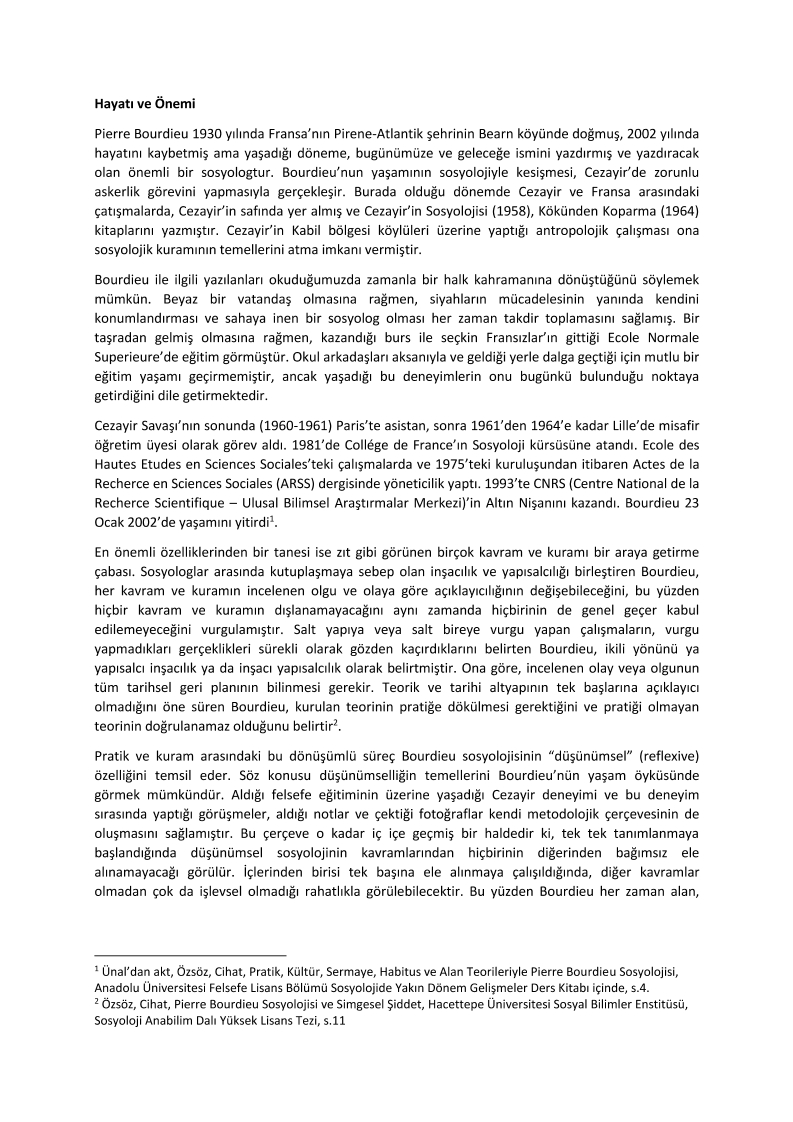 Hayatı ve Önemi
Pierre Bourdieu 1930 yılında Fransa’nın Pirene-Atlantik şehrinin Bearn köyünde doğmuş, 2002 yılında
hayatını kaybetmiş ama yaşadığı döneme, bugünümüze ve geleceğe ismini yazdırmış ve yazdıracak
olan önemli bir sosyologtur. Bourdieu’nun yaşamının sosyolojiyle kesişmesi, Cezayir’de zorunlu
askerlik görevini yapmasıyla gerçekleşir. Burada olduğu dönemde Cezayir ve Fransa arasındaki
çatışmalarda, Cezayir’in safında yer almış ve Cezayir’in Sosyolojisi (1958), Kökünden Koparma (1964)
kitaplarını yazmıştır. Cezayir’in Kabil bölgesi köylüleri üzerine yaptığı antropolojik çalışması ona
sosyolojik kuramının temellerini atma imkanı vermiştir.
Bourdieu ile ilgili yazılanları okuduğumuzda zamanla bir halk kahramanına dönüştüğünü söylemek
mümkün. Beyaz bir vatandaş olmasına rağmen, siyahların mücadelesinin yanında kendini
konumlandırması ve sahaya inen bir sosyolog olması her zaman takdir toplamasını sağlamış. Bir
taşradan gelmiş olmasına rağmen, kazandığı burs ile seçkin Fransızlar’ın gittiği Ecole Normale
Superieure’de eğitim görmüştür. Okul arkadaşları aksanıyla ve geldiği yerle dalga geçtiği için mutlu bir
eğitim yaşamı geçirmemiştir, ancak yaşadığı bu deneyimlerin onu bugünkü bulunduğu noktaya
getirdiğini dile getirmektedir.
Cezayir Savaşı’nın sonunda (1960-1961) Paris’te asistan, sonra 1961’den 1964’e kadar Lille’de misafir
öğretim üyesi olarak görev aldı. 1981’de Collége de France’ın Sosyoloji kürsüsüne atandı. Ecole des
Hautes Etudes en Sciences Sociales’teki çalışmalarda ve 1975’teki kuruluşundan itibaren Actes de la
Recherce en Sciences Sociales (ARSS) dergisinde yöneticilik yaptı. 1993’te CNRS (Centre National de la
Recherce Scientifique – Ulusal Bilimsel Araştırmalar Merkezi)’in Altın Nişanını kazandı. Bourdieu 23
Ocak 2002’de yaşamını yitirdi¹.
En önemli özelliklerinden bir tanesi ise zıt gibi görünen birçok kavram ve kuramı bir araya getirme
çabası. Sosyologlar arasında kutuplaşmaya sebep olan inşacılık ve yapısalcılığı birleştiren Bourdieu,
her kavram ve kuramın incelenen olgu ve olaya göre açıklayıcılığının değişebileceğini, bu yüzden
hiçbir kavram ve kuramın dışlanamayacağını aynı zamanda hiçbirinin de genel geçer kabul
edilemeyeceğini vurgulamıştır. Salt yapıya veya salt bireye vurgu yapan çalışmaların, vurgu
yapmadıkları gerçeklikleri sürekli olarak gözden kaçırdıklarını belirten Bourdieu, ikili yönünü ya
yapısalcı inşacılık ya da inşacı yapısalcılık olarak belirtmiştir. Ona göre, incelenen olay veya olgunun
tüm tarihsel geri planının bilinmesi gerekir. Teorik ve tarihi altyapının tek başlarına açıklayıcı
olmadığını öne süren Bourdieu, kurulan teorinin pratiğe dökülmesi gerektiğini ve pratiği olmayan
teorinin doğrulanamaz olduğunu belirtir².
Pratik ve kuram arasındaki bu dönüşümlü süreç Bourdieu sosyolojisinin “düşünümsel” (reflexive)
özelliğini temsil eder. Söz konusu düşünümselliğin temellerini Bourdieu’nün yaşam öyküsünde
görmek mümkündür. Aldığı felsefe eğitiminin üzerine yaşadığı Cezayir deneyimi ve bu deneyim
sırasında yaptığı görüşmeler, aldığı notlar ve çektiği fotoğraflar kendi metodolojik çerçevesinin de
oluşmasını sağlamıştır. Bu çerçeve o kadar iç içe geçmiş bir haldedir ki, tek tek tanımlanmaya
başlandığında düşünümsel sosyolojinin kavramlarından hiçbirinin diğerinden bağımsız ele
alınamayacağı görülür. İçlerinden birisi tek başına ele alınmaya çalışıldığında, diğer kavramlar
olmadan çok da işlevsel olmadığı rahatlıkla görülebilecektir. Bu yüzden Bourdieu her zaman alan,
¹ Ünal’dan akt, Özsöz, Cihat, Pratik, Kültür, Sermaye, Habitus ve Alan Teorileriyle Pierre Bourdieu Sosyolojisi,
Anadolu Üniversitesi Felsefe Lisans Bölümü Sosyolojide Yakın Dönem Gelişmeler Ders Kitabı içinde, s.4.
² Özsöz, Cihat, Pierre Bourdieu Sosyolojisi ve Simgesel Şiddet, Hacettepe Üniversitesi Sosyal Bilimler Enstitüsü,
Sosyoloji Anabilim Dalı Yüksek Lisans Tezi, s.11